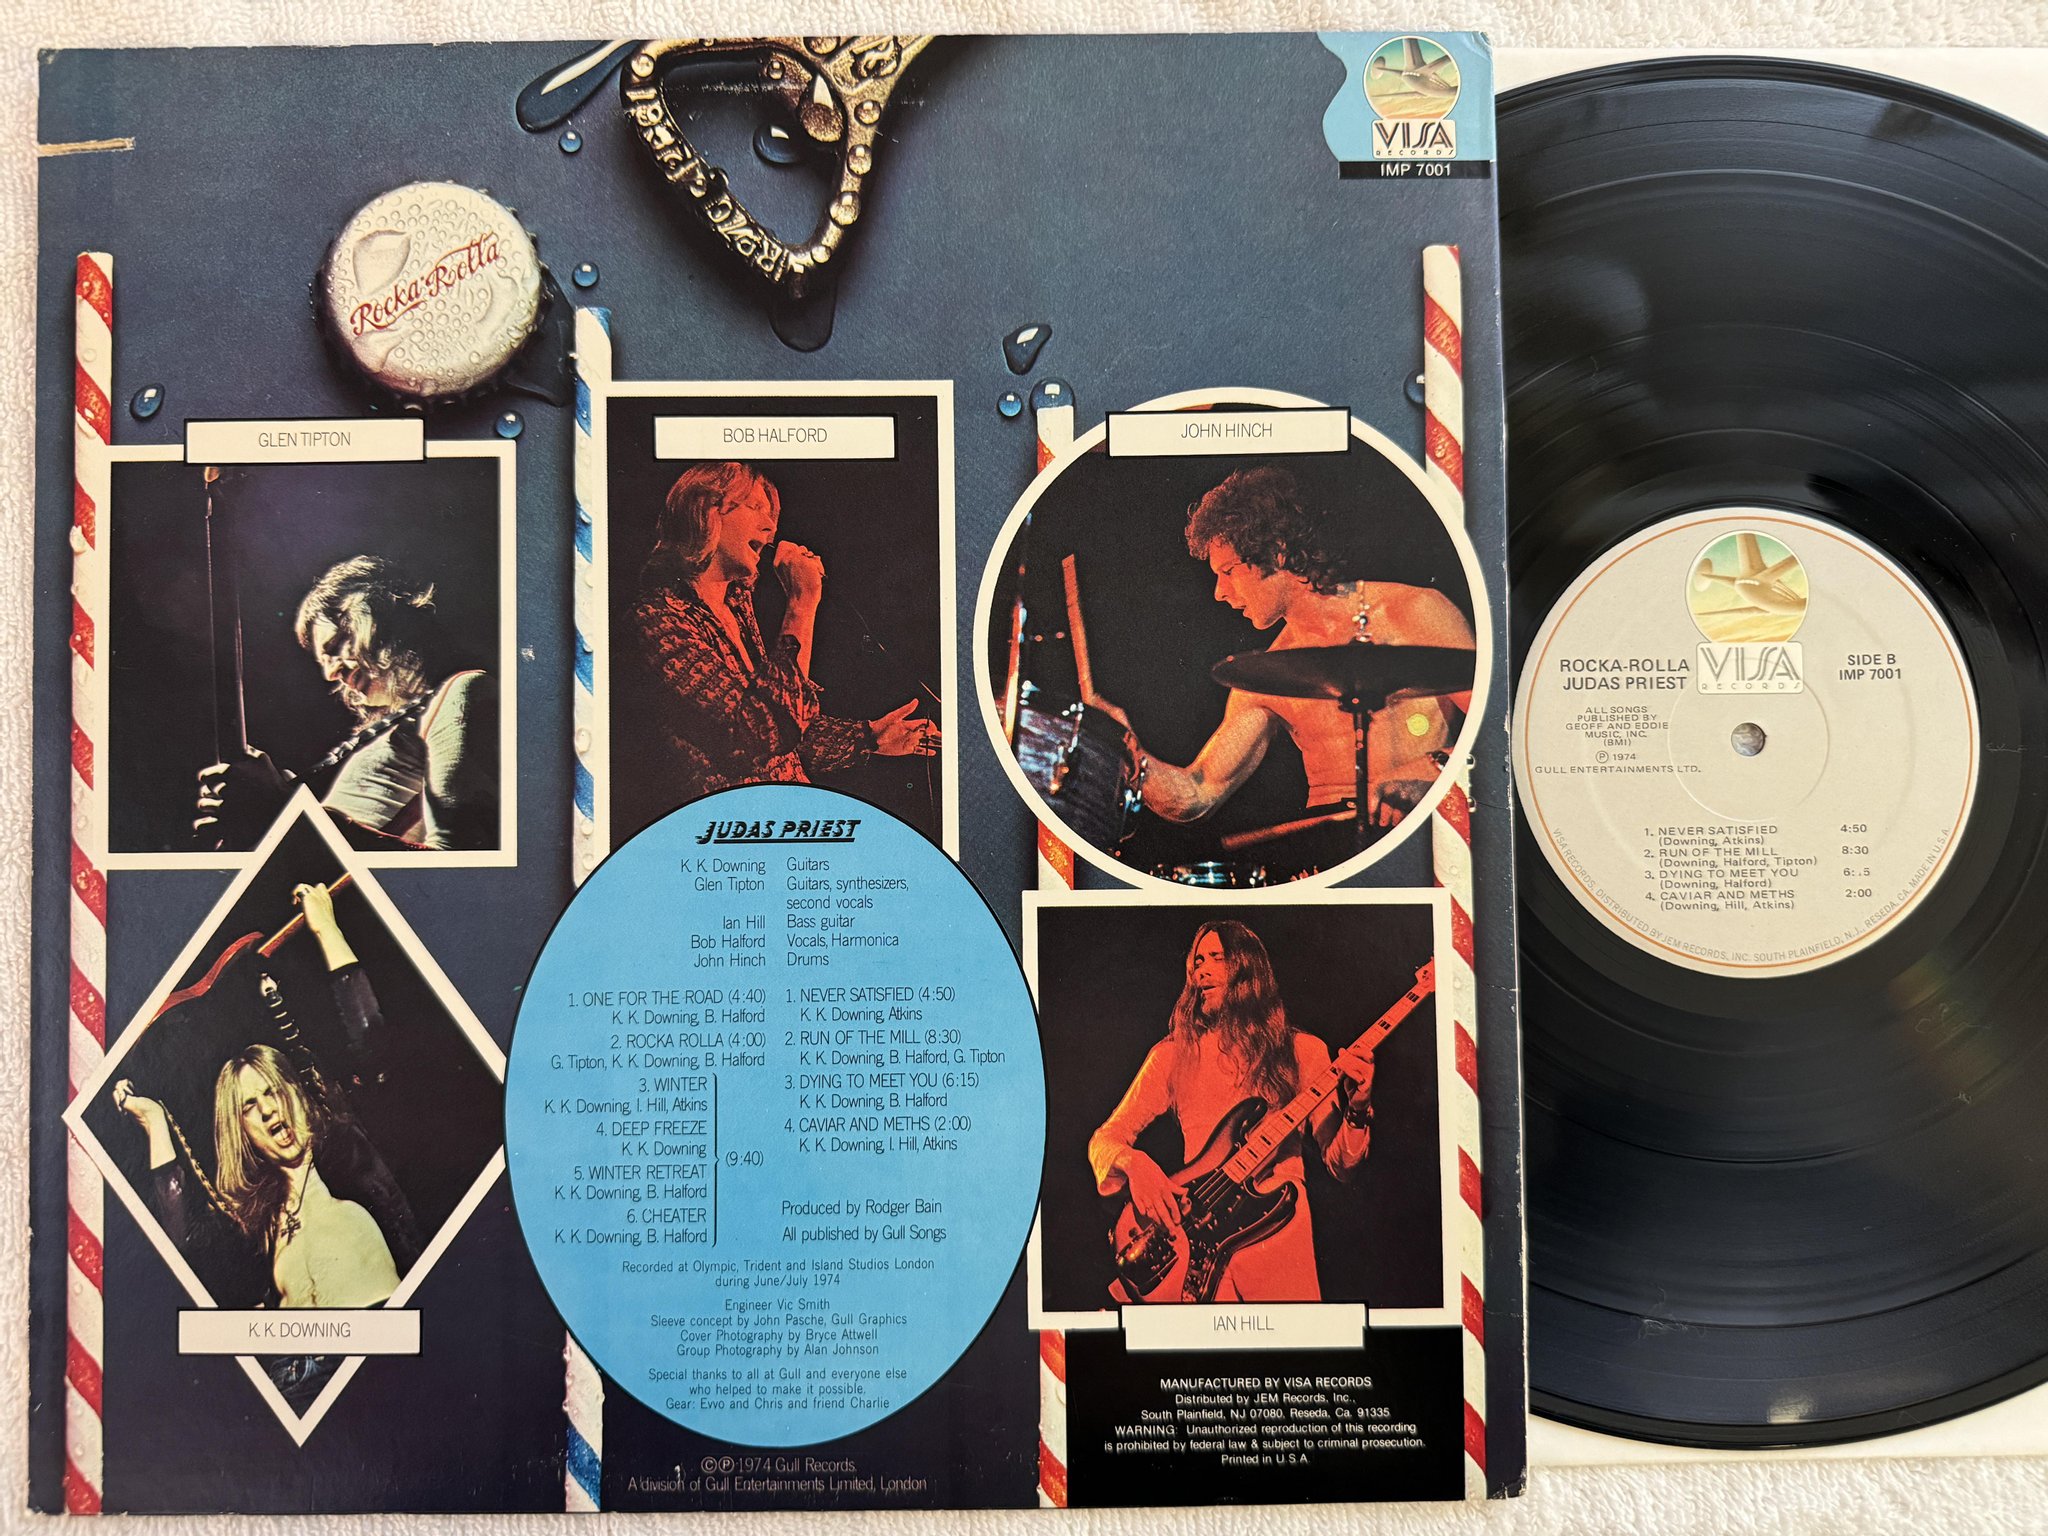 VISA
RECORDS
IMP 7001
Rocka-Rolla
GLEN TIPTON
BOB HALFORD
JOHN HINCH
K. K. DOWNING
IAN HILL
JUDAS PRIEST
K. K. Downing Guitars
Glen Tipton Guitars, synthesizers,
second vocals
Ian Hill Bass guitar
Bob Halford Vocals, Harmonica
John Hinch Drums
1. ONE FOR THE ROAD (4:40)
K. K. Downing, B. Halford
2. ROCKA ROLLA (4:00)
G. Tipton, K. K. Downing, B. Halford
3. WINTER
K. K. Downing, I. Hill, Atkins
4. DEEP FREEZE
K. K. Downing
5. WINTER RETREAT
K. K. Downing, B. Halford
6. CHEATER
K. K. Downing, B. Halford
(9:40)
1. NEVER SATISFIED (4:50)
K. K. Downing, Atkins
2. RUN OF THE MILL (8:30)
K. K. Downing, B. Halford, G. Tipton
3. DYING TO MEET YOU (6:15)
K. K. Downing, B. Halford
4. CAVIAR AND METHS (2:00)
K. K. Downing, I. Hill, Atkins
Produced by Rodger Bain
All published by Gull Songs
Recorded at Olympic, Trident and Island Studios London
during June/July 1974
Engineer Vic Smith
Sleeve concept by John Pasche, Gull Graphics
Cover Photography by Bryce Attwell
Group Photography by Alan Johnson
Special thanks to all at Gull and everyone else
who helped to make it possible.
Gear: Evvo and Chris and friend Charlie
©℗ 1974 Gull Records.
A division of Gull Entertainments Limited, London
MANUFACTURED BY VISA RECORDS
Distributed by JEM Records, Inc.,
South Plainfield, NJ 07080, Reseda, Ca. 91335
WARNING: Unauthorized reproduction of this recording
is prohibited by federal law & subject to criminal prosecution.
Printed in U.S.A.
VISA
RECORDS
ROCKA-ROLLA
JUDAS PRIEST
SIDE B
IMP 7001
ALL SONGS
PUBLISHED BY
GEOFF AND EDDIE
MUSIC, INC.
(BMI)
℗ 1974
GULL ENTERTAINMENTS LTD.
1. NEVER SATISFIED 4:50
(Downing, Atkins)
2. RUN OF THE MILL 8:30
(Downing, Halford, Tipton)
3. DYING TO MEET YOU
(Downing, Halford)
4. CAVIAR AND METHS 2:00
(Downing, Hill, Atkins)
VISA RECORDS, DISTRIBUTED BY JEM RECORDS, INC. SOUTH PLAINFIELD, N.J., RESEDA, CA. MADE IN U.S.A.